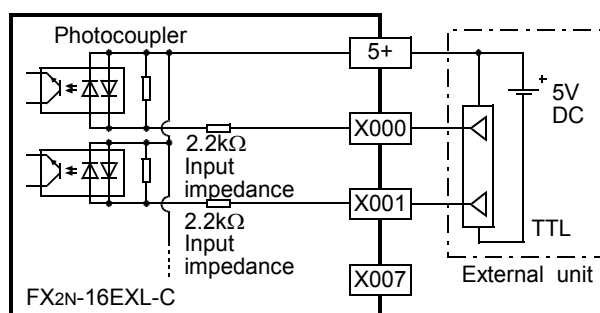 Photocoupler
5+
5V
DC
X000
2.2kΩ
Input
impedance
X001
2.2kΩ
Input
impedance
TTL
X007
External unit
FX2N-16EXL-C
+